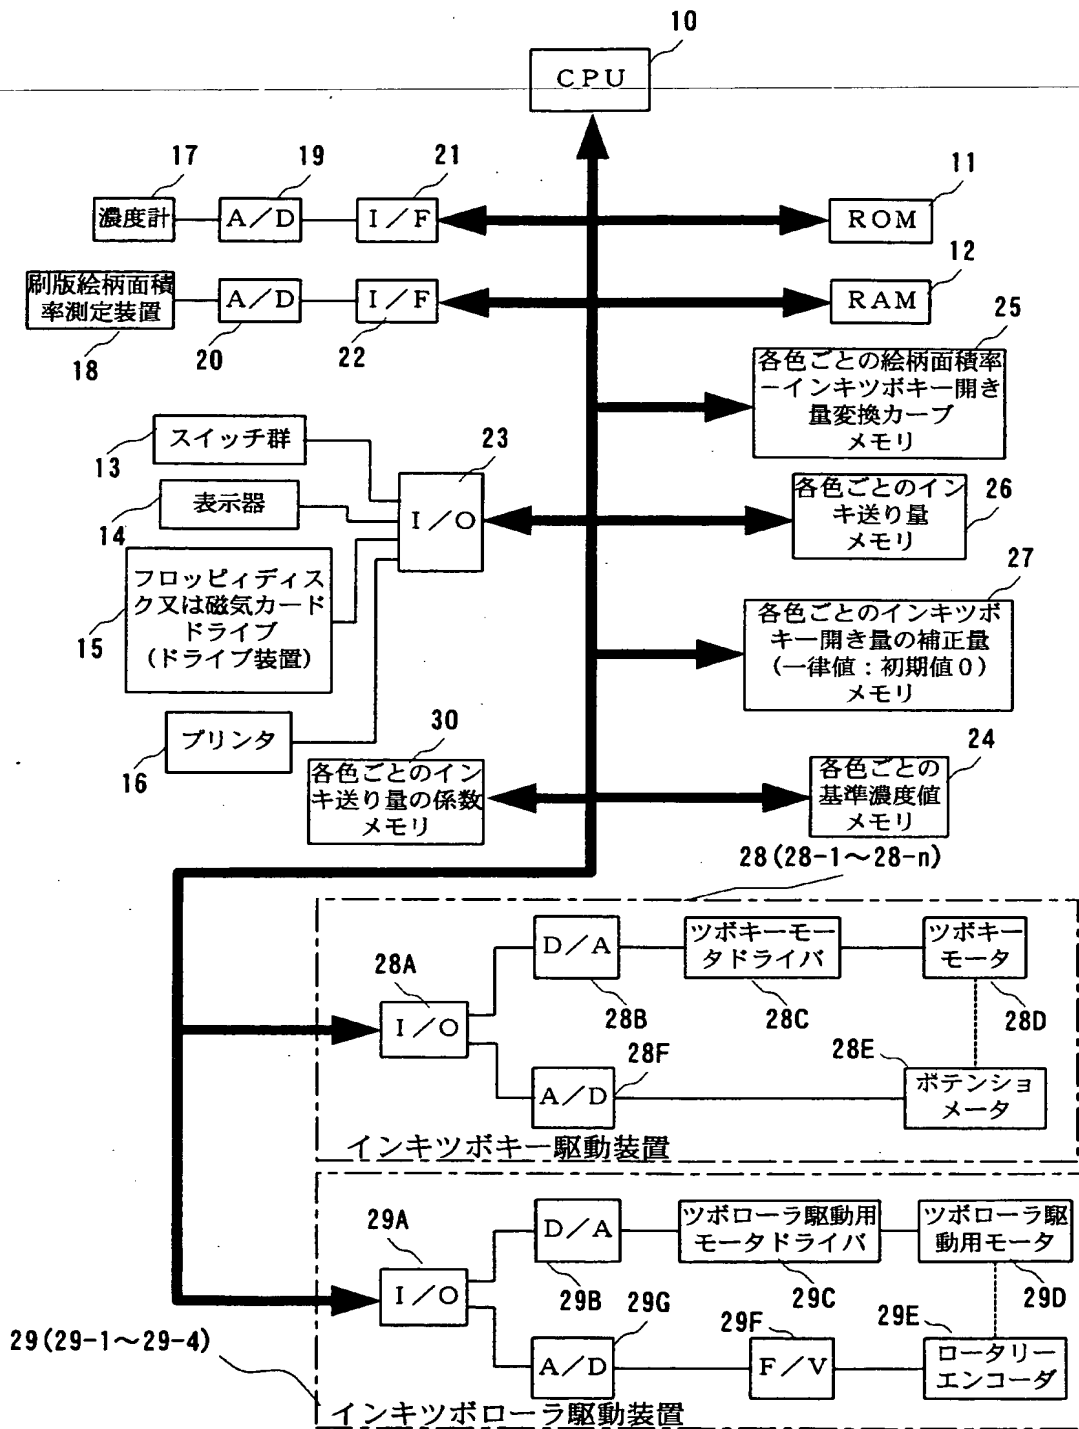 10
CPU
17
19
21
11
濃度計
A/D
I/F
ROM
12
刷版絵柄面積
率測定装置
A/D
I/F
RAM
18
20
22
25
各色ごとの絵柄面積率
－インキツボキー開き
量変換カーブ
メモリ
13
スイッチ群
23
14
表示器
I/O
各色ごとのイン
キ送り量
メモリ
26
15
フロッピィディス
ク又は磁気カード
ドライブ
(ドライブ装置)
27
各色ごとのインキツボ
キー開き量の補正量
(一律値：初期値0)
メモリ
16
プリンタ
30
各色ごとのイン
キ送り量の係数
メモリ
24
各色ごとの
基準濃度値
メモリ
28(28-1～28-n)
28A
I/O
D/A
28B
ツボキーモー
タドライバ
28C
ツボキー
モータ
28D
28E
28F
A/D
ポテンショ
メータ
インキツボキー駆動装置
29A
I/O
D/A
29B
ツボローラ駆動用
モータドライバ
29C
ツボローラ駆
動用モータ
29D
29G
29F
29E
A/D
F/V
ロータリー
エンコーダ
29(29-1～29-4)
インキツボローラ駆動装置